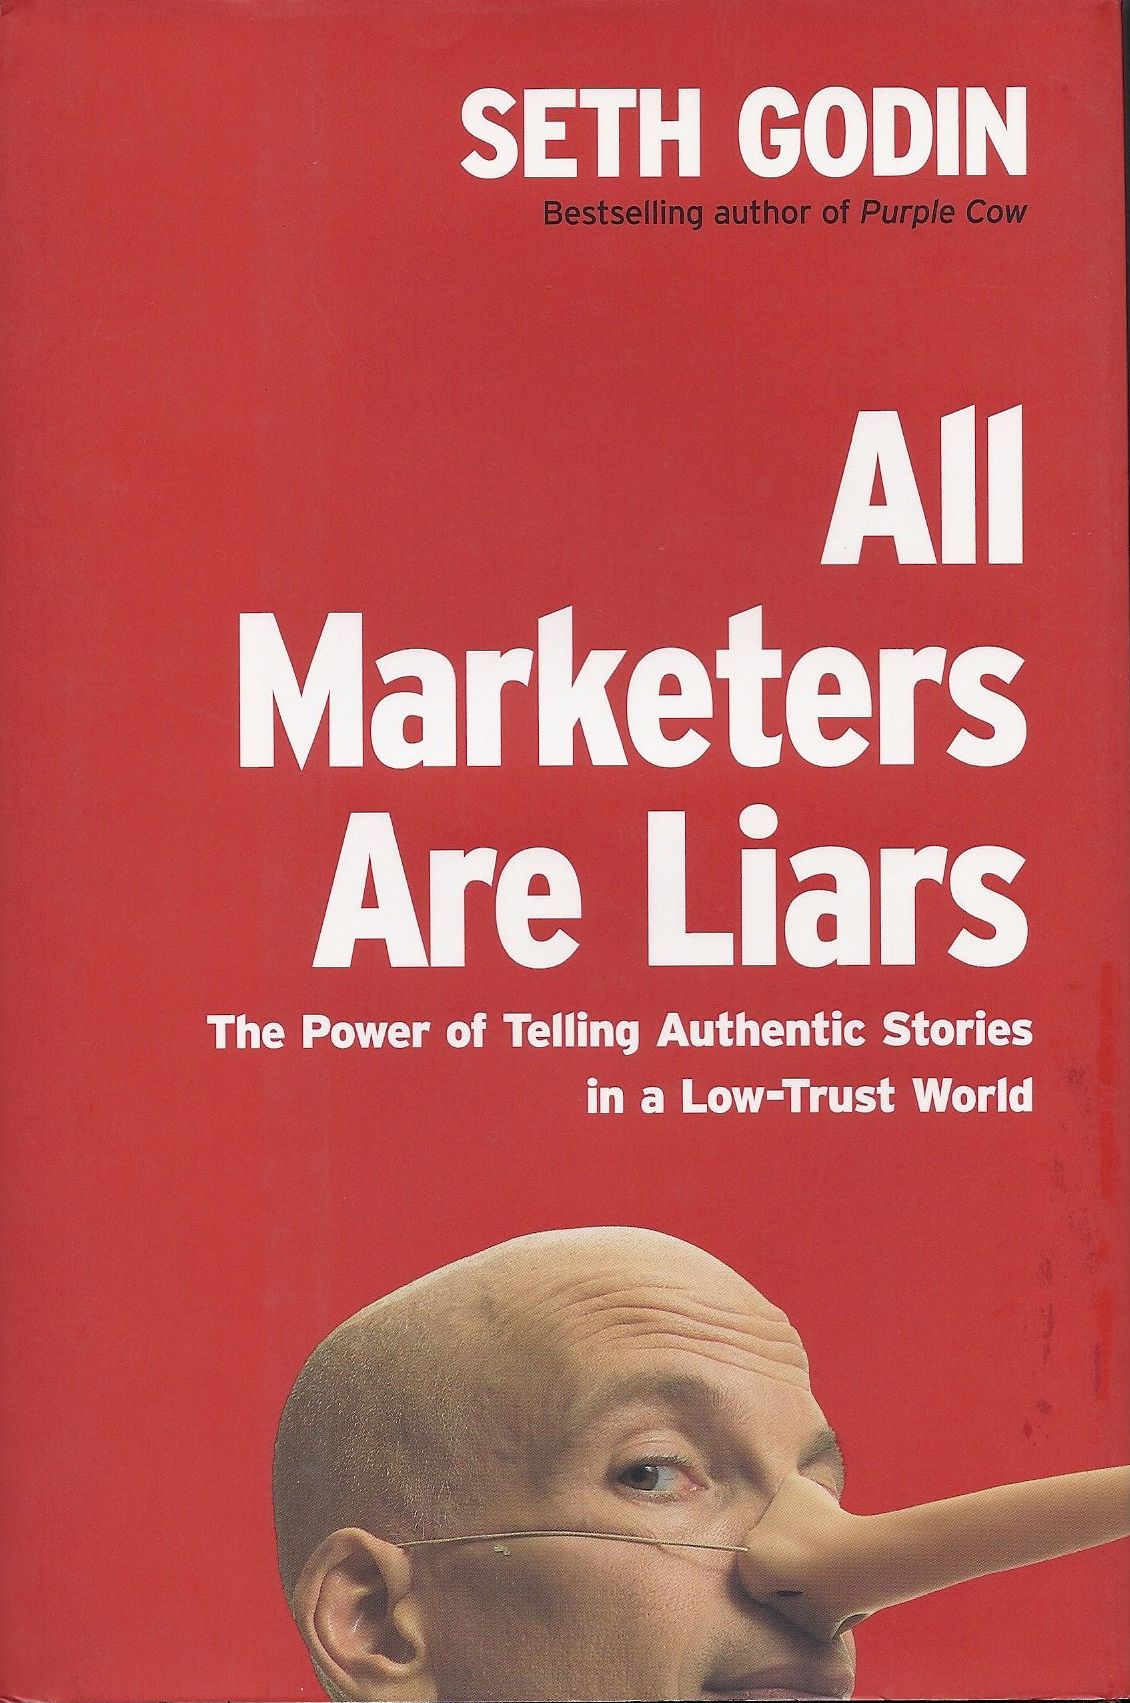 SETH GODIN
Bestselling author of Purple Cow
All
Marketers
Are Liars
The Power of Telling Authentic Stories
in a Low-Trust World